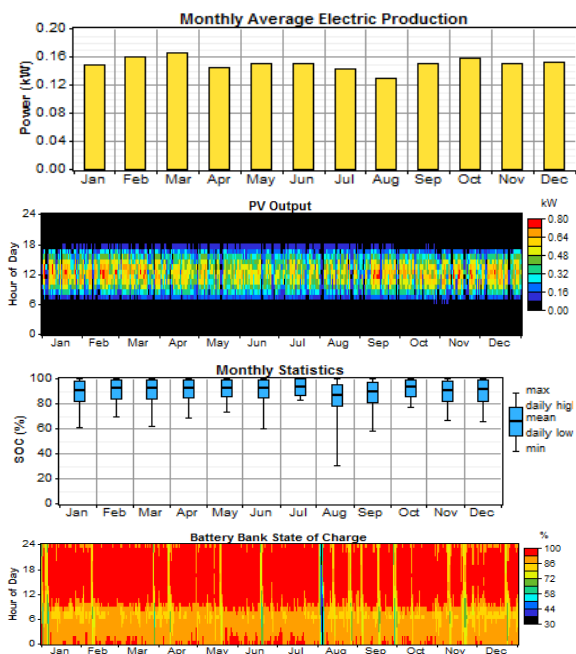 Monthly Average Electric Production
Power (kW)
0.20
0.16
0.12
0.08
0.04
0.00
Jan Feb Mar Apr May Jun Jul Aug Sep Oct Nov Dec
PV Output
Hour of Day
24
18
12
6
0
Jan Feb Mar Apr May Jun Jul Aug Sep Oct Nov Dec
kW
0.80
0.64
0.48
0.32
0.16
0.00
Monthly Statistics
SOC (%)
100
80
60
40
20
0
Jan Feb Mar Apr May Jun Jul Aug Sep Oct Nov Dec
max
daily high
mean
daily low
min
Battery Bank State of Charge
Hour of Day
24
18
12
6
0
Jan Feb Mar Apr May Jun Jul Aug Sep Oct Nov Dec
%
100
86
72
58
44
30